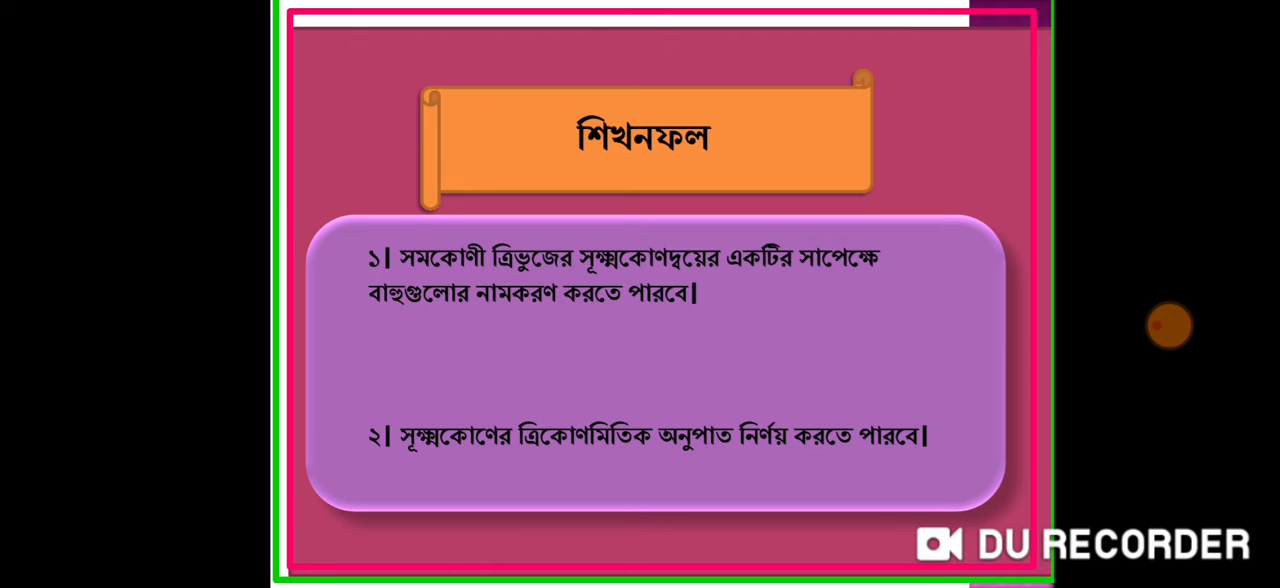 শিখনফল
১| সমকোণী ত্রিভুজের সূক্ষ্মকোণদ্বয়ের একটির সাপেক্ষে
বাহুগুলোর নামকরণ করতে পারবে|
২| সূক্ষ্মকোণের ত্রিকোণমিতিক অনুপাত নির্ণয় করতে পারবে|
DU RECORDER